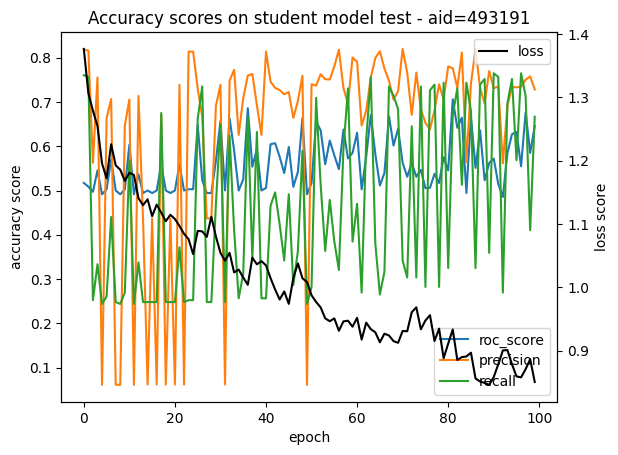 Accuracy scores on student model test - aid=493191
accuracy score
0.8
0.7
0.6
0.5
0.4
0.3
0.2
0.1
1.4
1.3
1.2
1.1
1.0
0.9
loss score
loss
roc_score
precision
recall
0
20
40
60
80
100
epoch